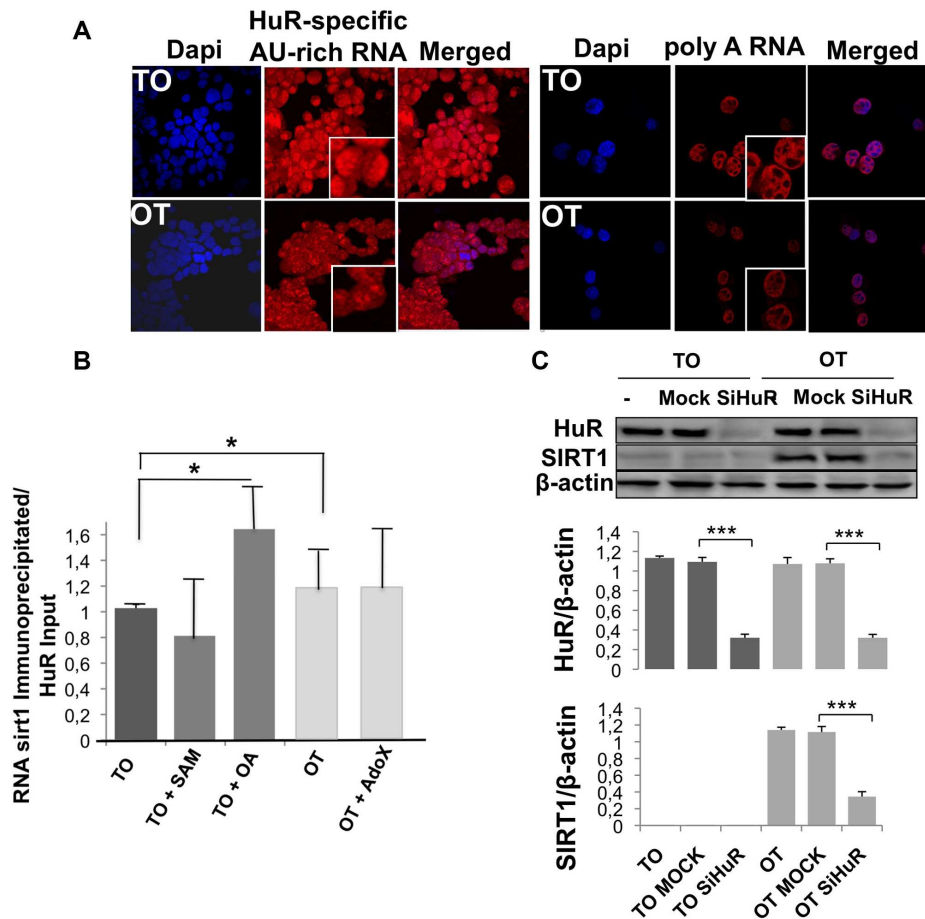 A
Dapi
HuR-specific
AU-rich RNA
Merged
Dapi
poly A RNA
Merged
TO
TO
OT
OT
B
RNA sirt1 Immunoprecipitated/
HuR Input
1,6
1,4
1,2
1
0,8
0,6
0,4
0,2
0
*
*
TO
TO + SAM
TO + OA
OT
OT + AdoX
C
TO
OT
- Mock SiHuR - Mock SiHuR
HuR
SIRT1
β-actin
HuR/β-actin
1,4
1,2
1
0,8
0,6
0,4
0,2
0
***
***
SIRT1/β-actin
1,4
1,2
1
0,8
0,6
0,4
0,2
0
***
TO
TO MOCK
TO SiHuR
OT
OT MOCK
OT SiHuR